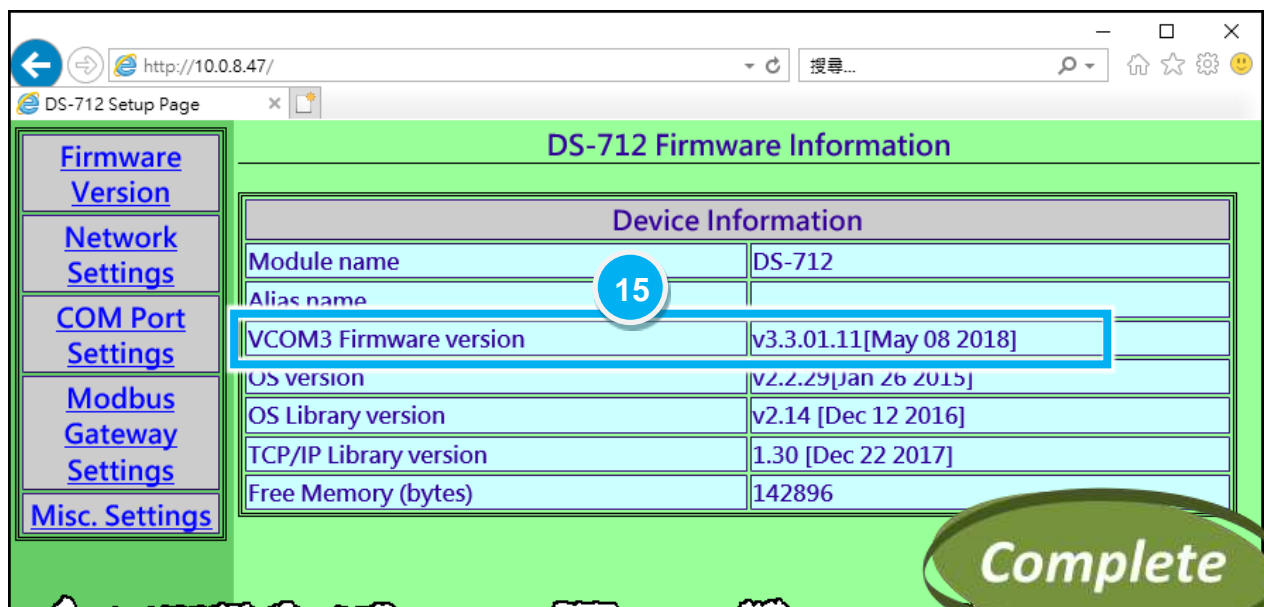 http://10.0.8.47/
搜尋...
DS-712 Setup Page
Firmware
Version
Network
Settings
COM Port
Settings
Modbus
Gateway
Settings
Misc. Settings
DS-712 Firmware Information
Device Information
Module name DS-712
15
Alias name
VCOM3 Firmware version v3.3.01.11[May 08 2018]
OS version v2.2.29[Jan 26 2015]
OS Library version v2.14 [Dec 12 2016]
TCP/IP Library version 1.30 [Dec 22 2017]
Free Memory (bytes) 142896
Complete